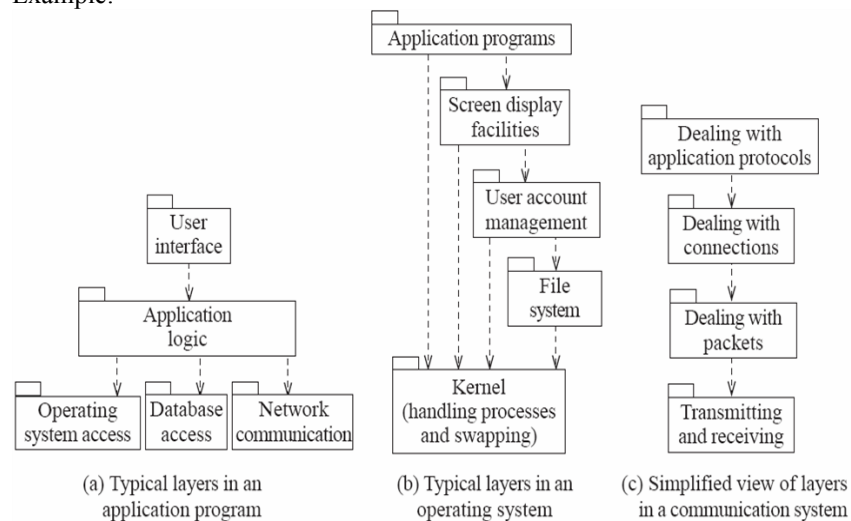 Example:
Application programs
Screen display
facilities
User account
management
File
system
Kernel
(handling processes
and swapping)
User
interface
Application
logic
Operating
system access
Database
access
Network
communication
Dealing with
application protocols
Dealing with
connections
Dealing with
packets
Transmitting
and receiving
(a) Typical layers in an
application program
(b) Typical layers in an
operating system
(c) Simplified view of layers
in a communication system